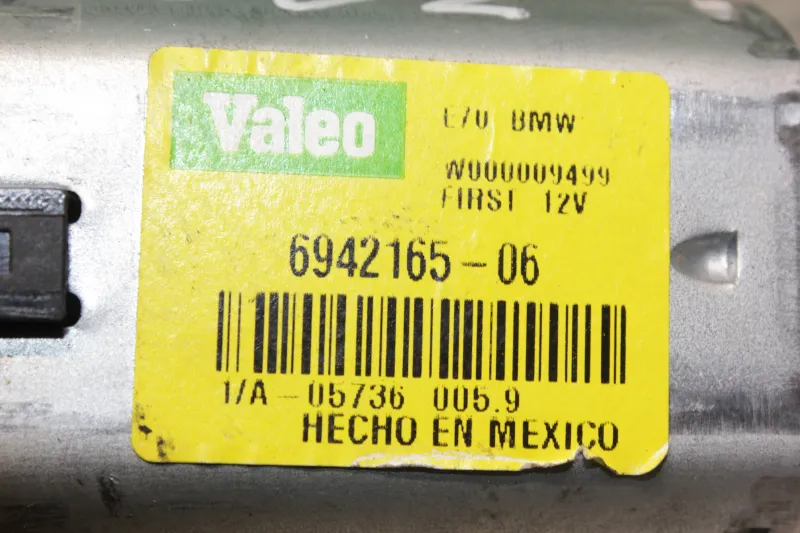 Valeo
E70 BMW
W000009499
FIRST 12V
6942165-06
1/A-05736 005.9
HECHO EN MEXICO